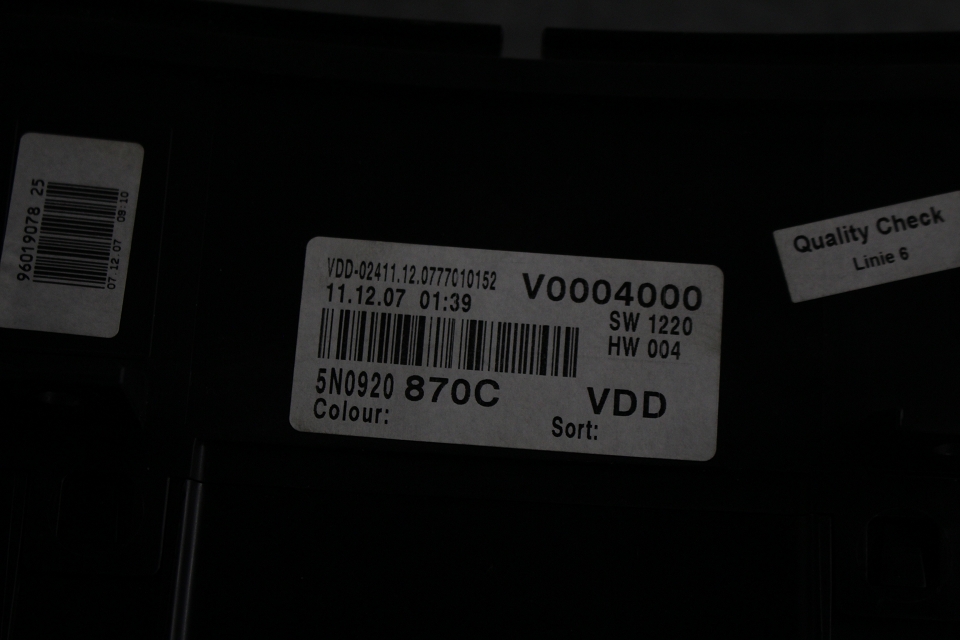 96019078 25
07.12.07 08:10
VDD-02411.12.0777010152
11.12.07 01:39
V0004000
SW 1220
HW 004
5N0920 870C
VDD
Colour:
Sort:
Quality Check
Linie 6